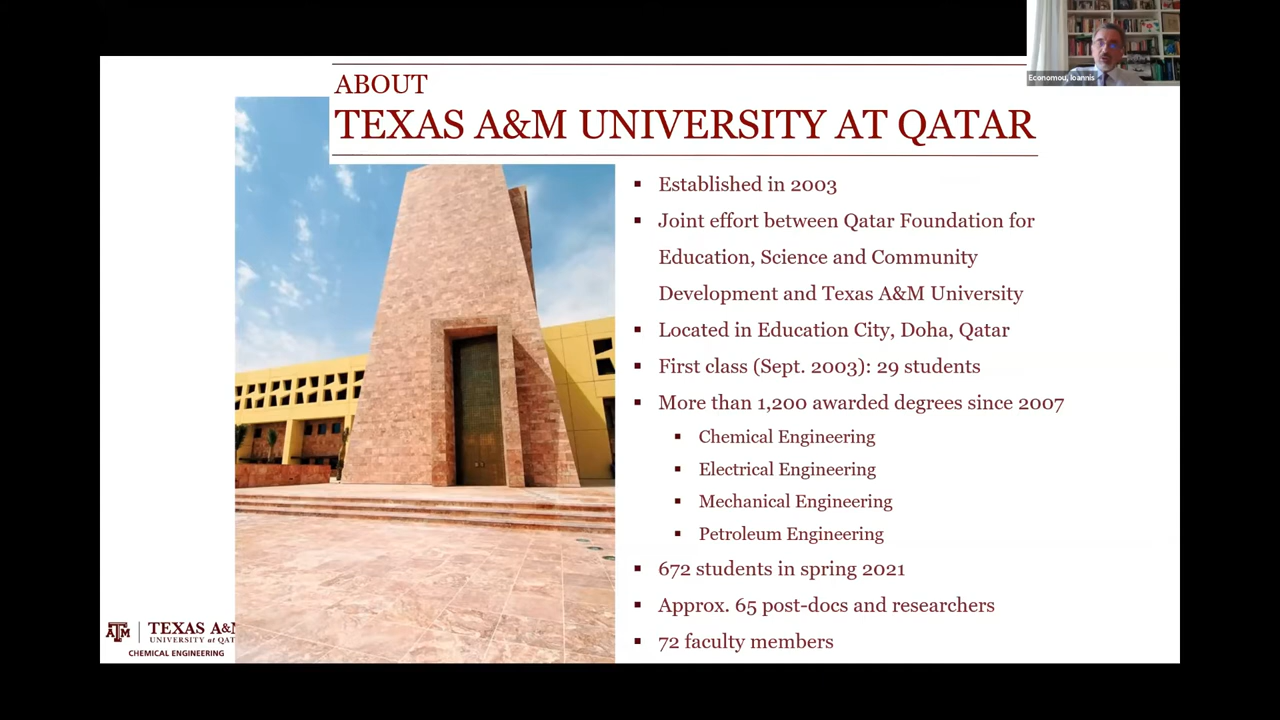 Economou, Ioannis
ABOUT
TEXAS A&M UNIVERSITY AT QATAR
▪ Established in 2003
▪ Joint effort between Qatar Foundation for
Education, Science and Community
Development and Texas A&M University
▪ Located in Education City, Doha, Qatar
▪ First class (Sept. 2003): 29 students
▪ More than 1,200 awarded degrees since 2007
▪ Chemical Engineering
▪ Electrical Engineering
▪ Mechanical Engineering
▪ Petroleum Engineering
▪ 672 students in spring 2021
▪ Approx. 65 post-docs and researchers
▪ 72 faculty members
ATM
TEXAS A&M
UNIVERSITY at QAT
CHEMICAL ENGINEERING